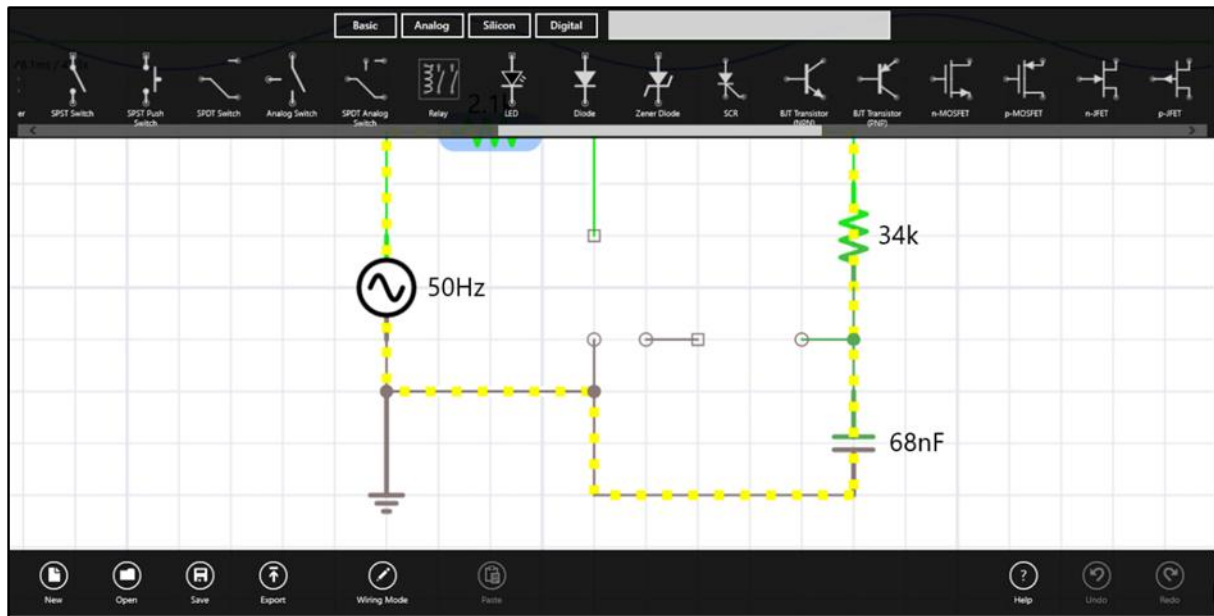 Basic Analog Silicon Digital
er SPST Switch SPST Push Switch SPDT Switch Analog Switch SPDT Analog Switch Relay LED Diode Zener Diode SCR BJT Transistor (NPN) BJT Transistor (PNP) n-MOSFET p-MOSFET n-JFET p-JFET
34k
50Hz
68nF
New Open Save Export Wiring Mode Paste Help Undo Redo